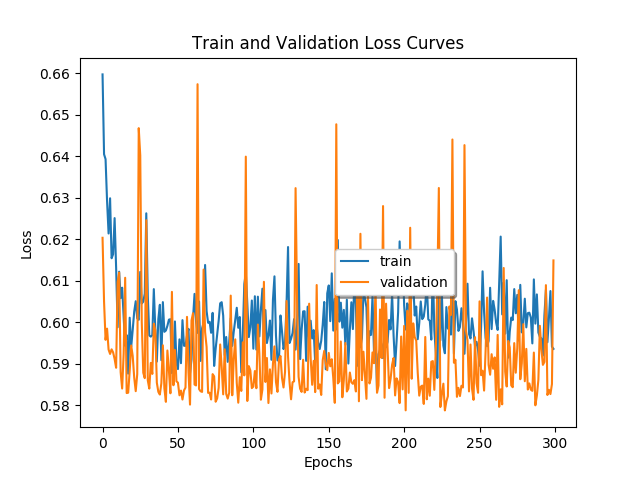 Train and Validation Loss Curves
0.66
0.65
0.64
0.63
0.62
0.61
0.60
0.59
0.58
Loss
train
validation
0 50 100 150 200 250 300
Epochs